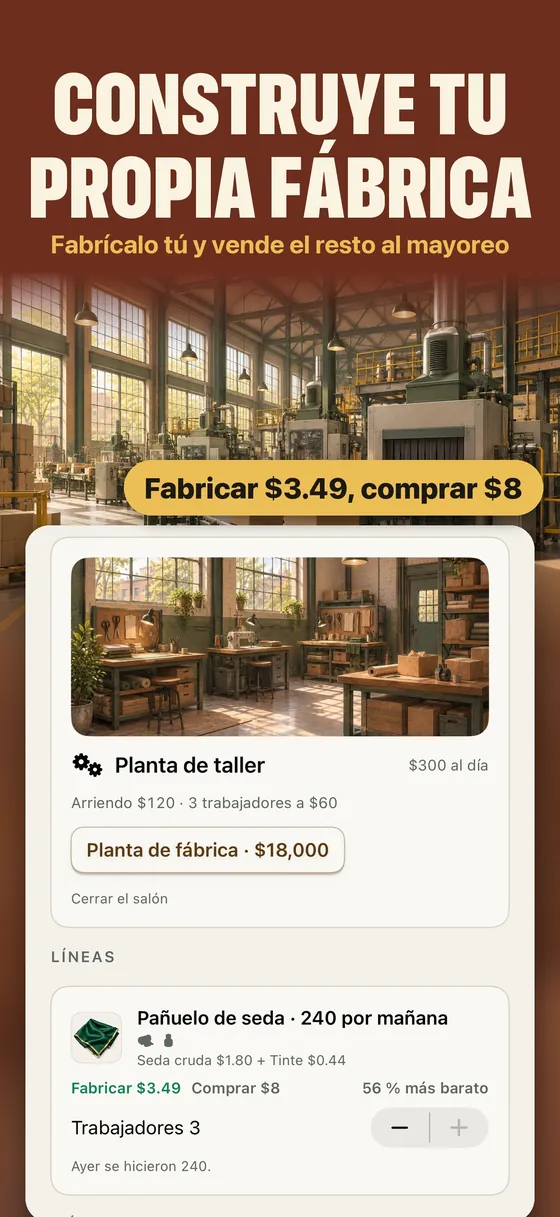 CONSTRUYE TU
PROPIA FÁBRICA
Fabrícalo tú y vende el resto al mayoreo
Fabricar $3.49, comprar $8
Planta de taller
$300 al día
Arriendo $120 · 3 trabajadores a $60
Planta de fábrica · $18,000
Cerrar el salón
LÍNEAS
Pañuelo de seda · 240 por mañana
Seda cruda $1.80 + Tinte $0.44
Fabricar $3.49 Comprar $8
56 % más barato
Trabajadores 3
Ayer se hicieron 240.